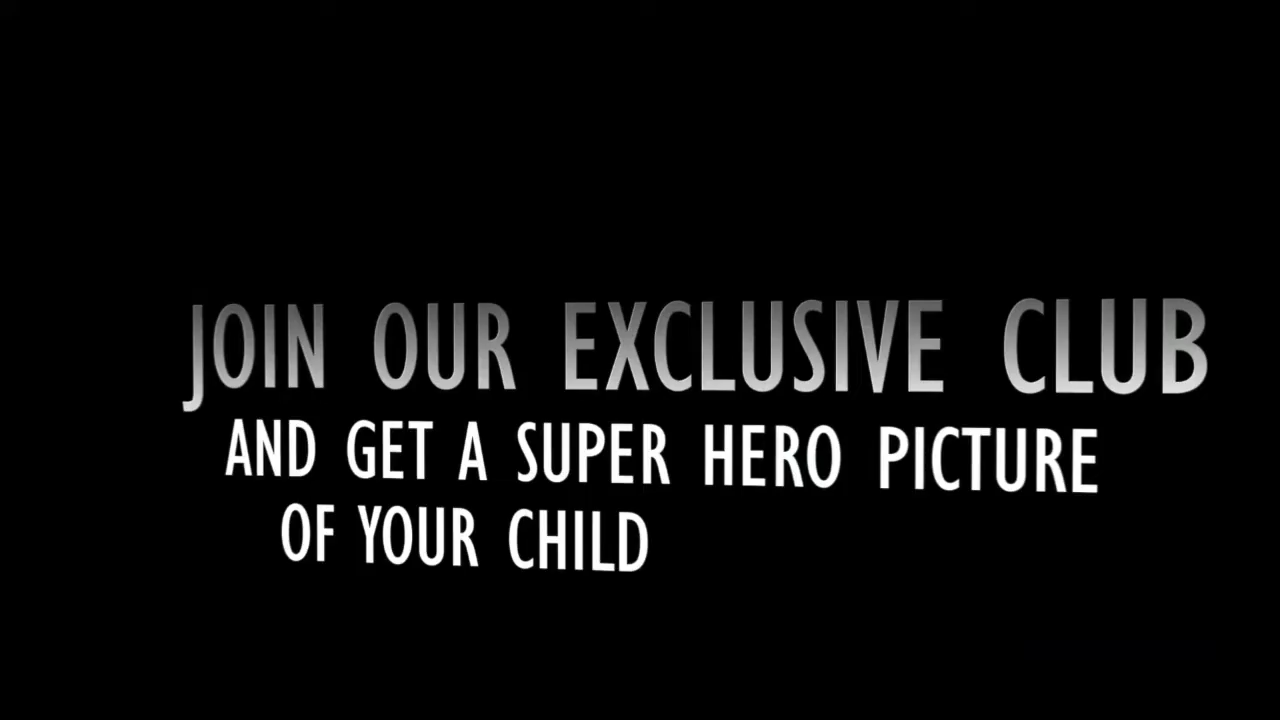 JOIN OUR EXCLUSIVE CLUB
AND GET A SUPER HERO PICTURE
OF YOUR CHILD